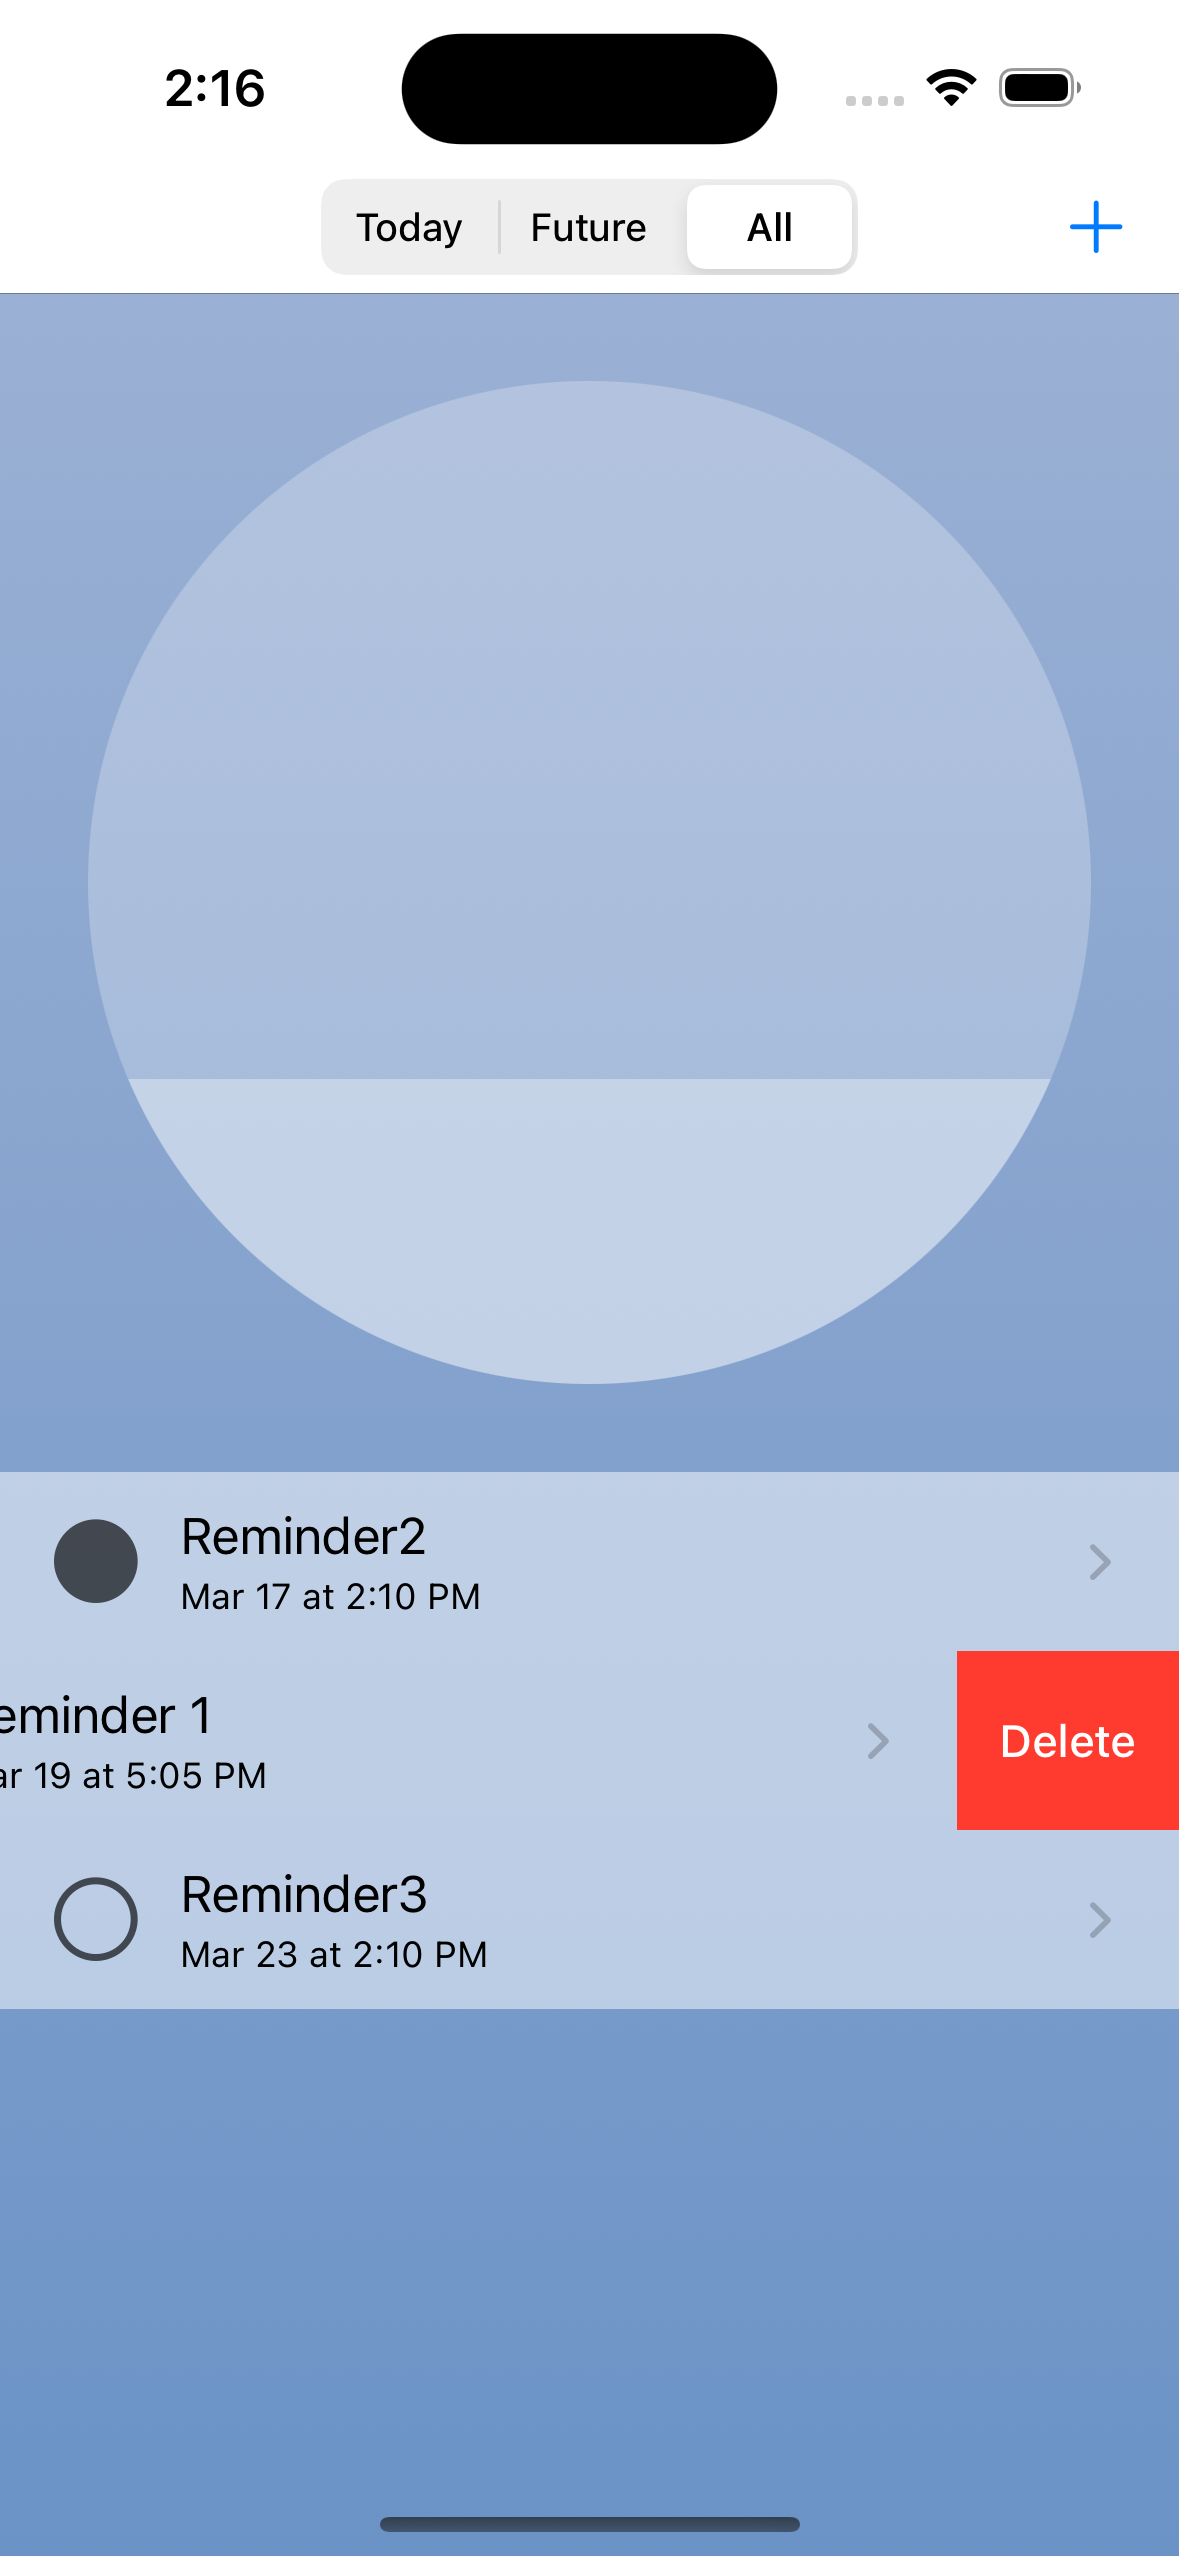 2:16
Today Future All
Reminder2
Mar 17 at 2:10 PM
eminder 1
ar 19 at 5:05 PM
Delete
Reminder3
Mar 23 at 2:10 PM